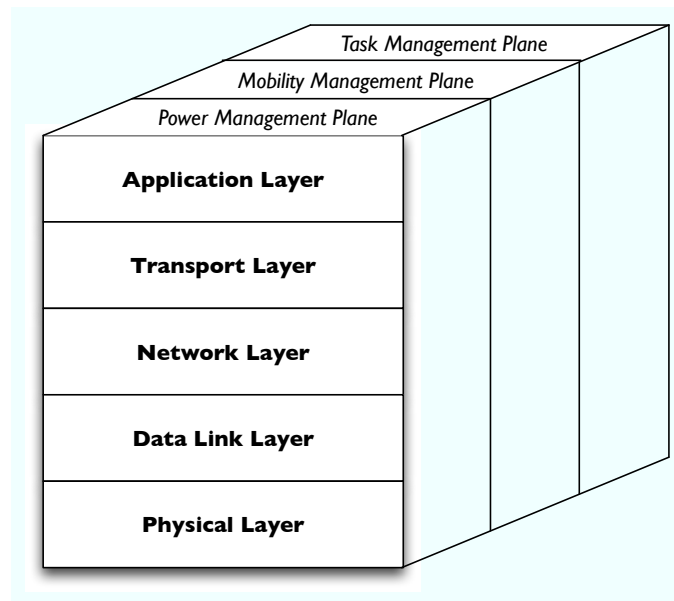 Task Management Plane
Mobility Management Plane
Power Management Plane
Application Layer
Transport Layer
Network Layer
Data Link Layer
Physical Layer